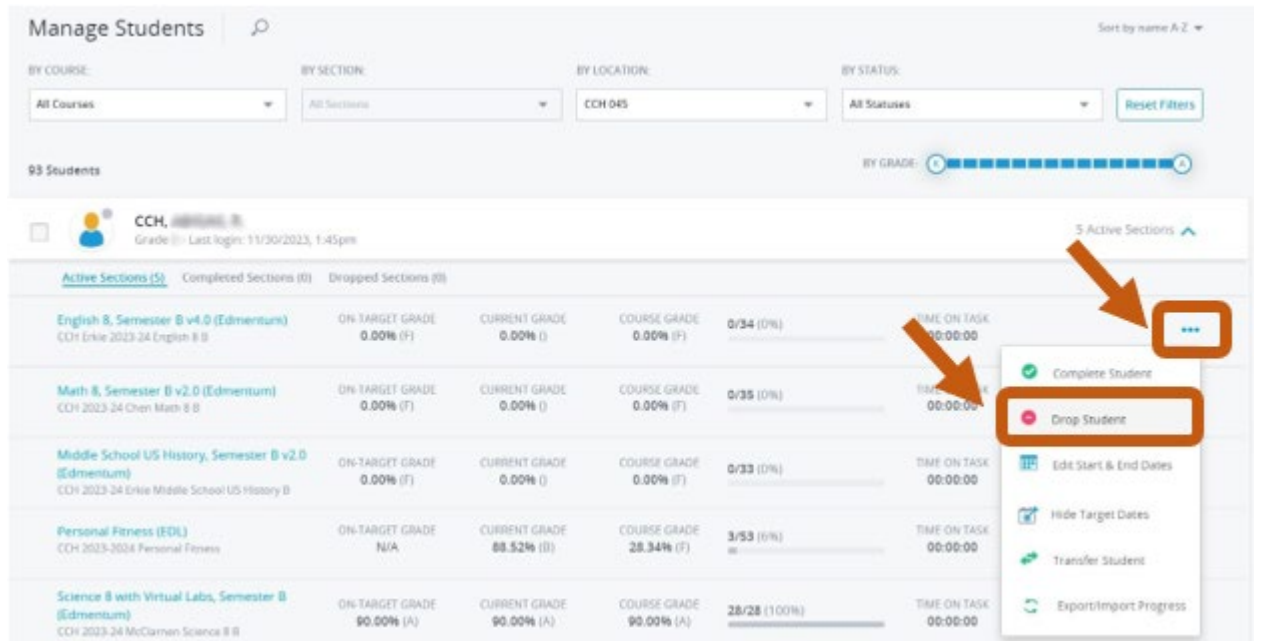 Manage Students
Sort by name A-Z
BY COURSE:
BY SECTION:
BY LOCATION:
BY STATUS:
All Courses
All Sections
CCH 045
All Statuses
Reset Filters
93 Students
BY GRADE:
K
A
CCH,
Grade
Last login: 11/30/2023, 1:45pm
5 Active Sections
Active Sections (5) Completed Sections (0) Dropped Sections (0)
English 8, Semester B v4.0 (Edmentum)
CCH Erkie 2023-24 English 8 B
ON-TARGET GRADE
0.00% (F)
CURRENT GRADE
0.00% ()
COURSE GRADE
0.00% (F)
0/34 (0%)
TIME ON TASK
00:00:00
Math 8, Semester B v2.0 (Edmentum)
CCH 2023-24 Chen Math 8 B
ON-TARGET GRADE
0.00% (F)
CURRENT GRADE
0.00% ()
COURSE GRADE
0.00% (F)
0/35 (0%)
00:00:00
Middle School US History, Semester B v2.0
(Edmentum)
CCH 2023-24 Erkie Middle School US History B
ON-TARGET GRADE
0.00% (F)
CURRENT GRADE
0.00% ()
COURSE GRADE
0.00% (F)
0/33 (0%)
TIME ON TASK
00:00:00
Personal Fitness (EDL)
CCH 2023-2024 Personal Fitness
ON-TARGET GRADE
N/A
CURRENT GRADE
88.52% (B)
COURSE GRADE
28.34% (F)
3/53 (6%)
TIME ON TASK
00:00:00
Science 8 with Virtual Labs, Semester B
(Edmentum)
CCH 2023-24 McClarnen Science 8 B
ON-TARGET GRADE
90.00% (A)
CURRENT GRADE
90.00% (A)
COURSE GRADE
90.00% (A)
28/28 (100%)
TIME ON TASK
00:00:00
Complete Student
Drop Student
Edit Start & End Dates
Hide Target Dates
Transfer Student
Export/Import Progress